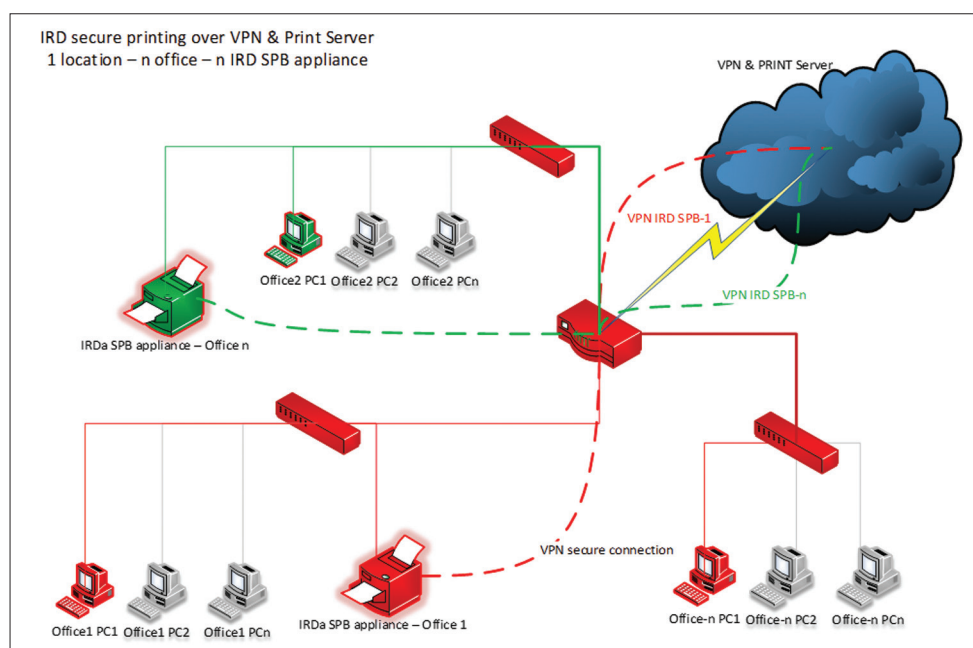 IRD secure printing over VPN & Print Server
1 location – n office – n IRD SPB appliance
VPN & PRINT Server
VPN IRD SPB-1
VPN IRD SPB-n
Office2 PC1
Office2 PC2
Office2 PCn
IRDa SPB appliance – Office n
VPN secure connection
Office1 PC1
Office1 PC2
Office1 PCn
IRDa SPB appliance – Office 1
Office-n PC1
Office-n PC2
Office-n PCn